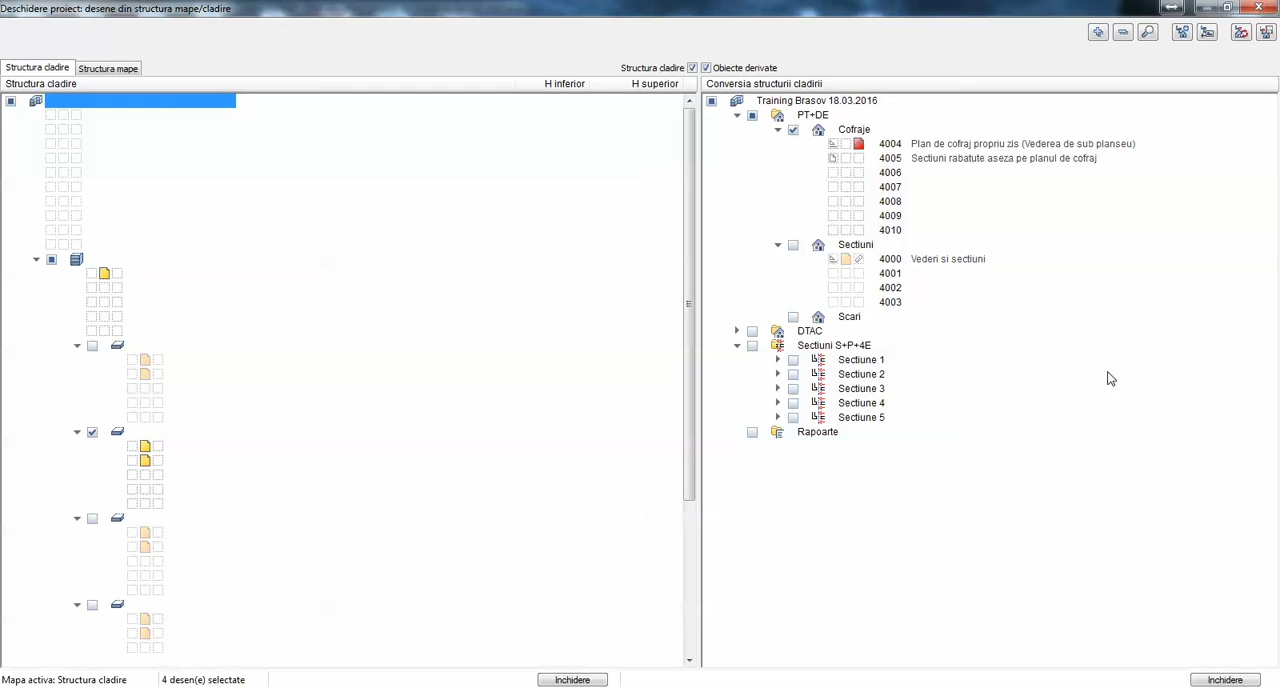 Deschidere proiect: desene din structura mape/cladire
Structura cladire
Structura mape
Structura cladire
Obiecte derivate
Structura cladire
H inferior
H superior
Conversia structurii cladirii
Training Brasov 18.03.2016
PT+DE
Cofraje
4004 Plan de cofraj propriu zis (Vederea de sub planseu)
4005 Sectiuni rabatute aseza pe planul de cofraj
4006
4007
4008
4009
4010
Sectiuni
4000 Vederi si sectiuni
4001
4002
4003
Scari
DTAC
Sectiuni S+P+4E
Sectiune 1
Sectiune 2
Sectiune 3
Sectiune 4
Sectiune 5
Rapoarte
Mapa activa: Structura cladire
4 desen(e) selectate
Inchidere
Inchidere